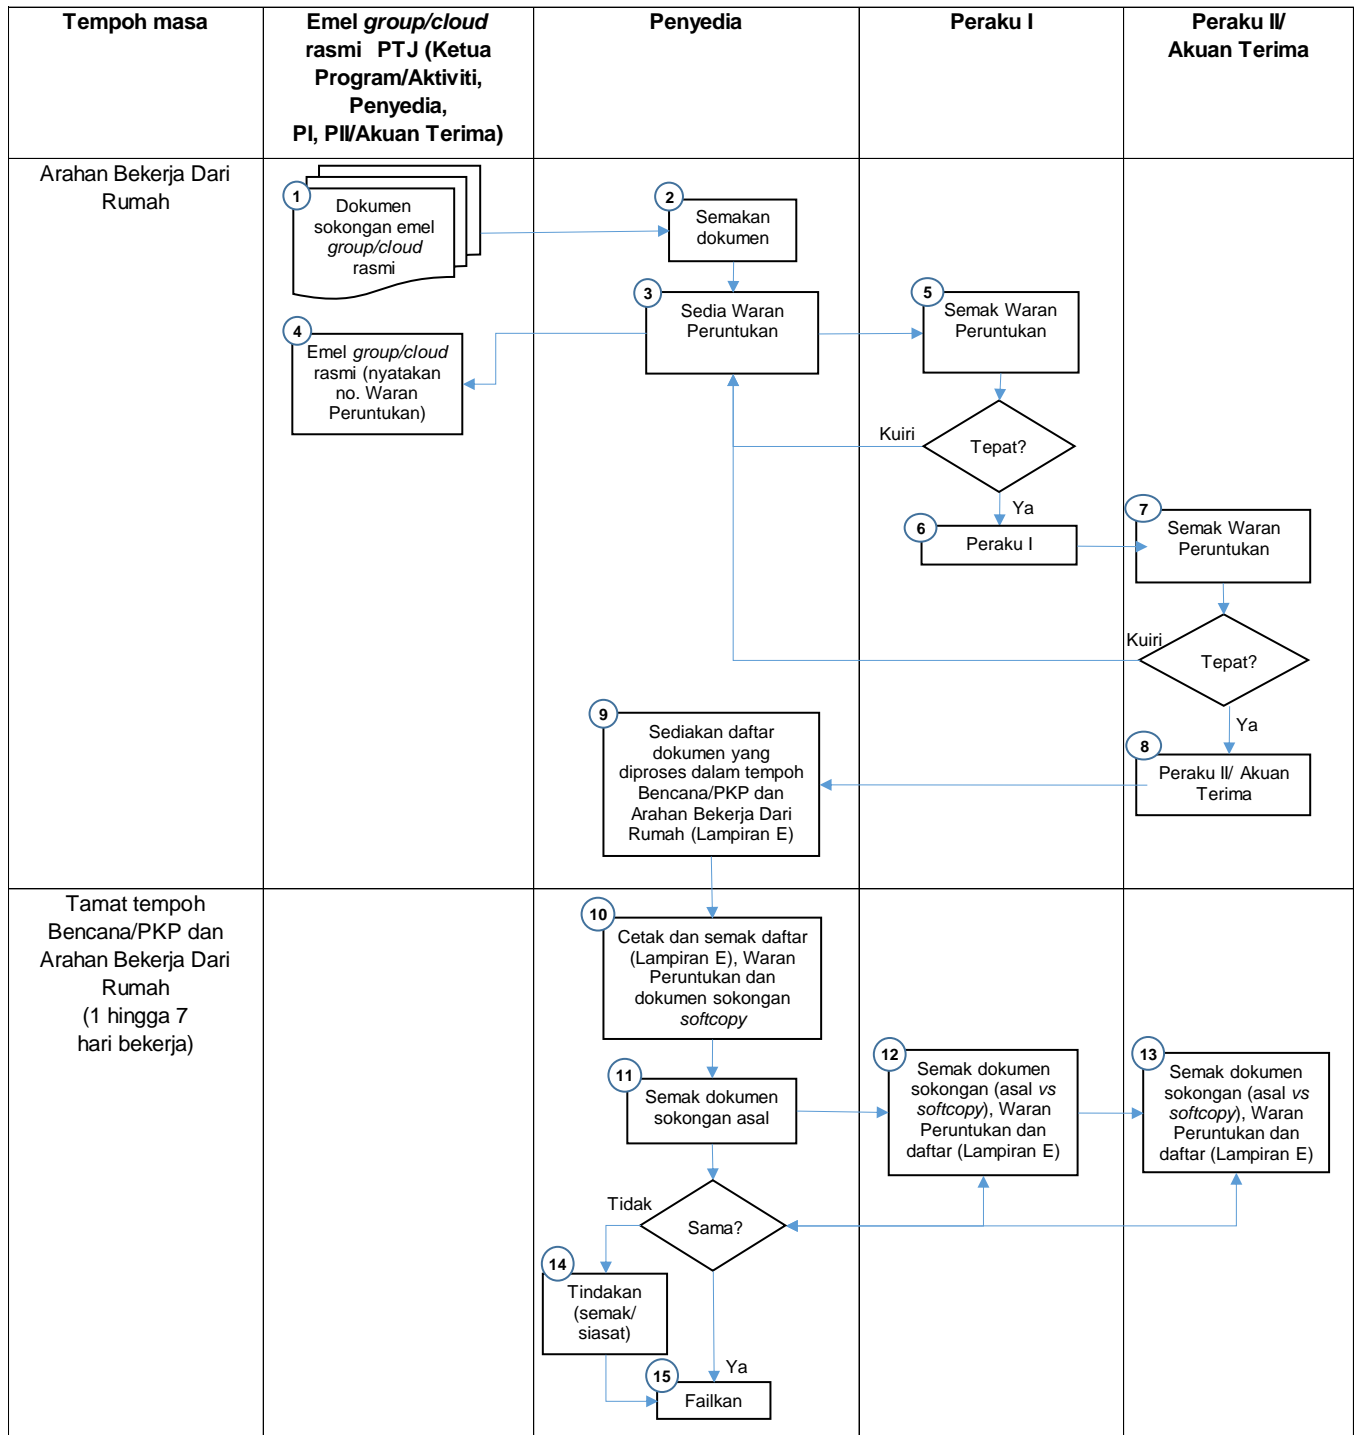 Tempoh masa
Emel group/cloud
rasmi PTJ (Ketua
Program/Aktiviti,
Penyedia,
PI, PII/Akuan Terima)
Penyedia
Peraku I
Peraku II/
Akuan Terima
Arahan Bekerja Dari
Rumah
1
Dokumen
sokongan emel
group/cloud
rasmi
2
Semakan
dokumen
3
Sedia Waran
Peruntukan
4
Emel group/cloud
rasmi (nyatakan
no. Waran
Peruntukan)
5
Semak Waran
Peruntukan
Kuiri
Tepat?
Ya
6
Peraku I
7
Semak Waran
Peruntukan
Kuiri
Tepat?
Ya
8
Peraku II/ Akuan
Terima
9
Sediakan daftar
dokumen yang
diproses dalam tempoh
Bencana/PKP dan
Arahan Bekerja Dari
Rumah (Lampiran E)
Tamat tempoh
Bencana/PKP dan
Arahan Bekerja Dari
Rumah
(1 hingga 7
hari bekerja)
10
Cetak dan semak daftar
(Lampiran E), Waran
Peruntukan dan
dokumen sokongan
softcopy
11
Semak dokumen
sokongan asal
12
Semak dokumen
sokongan (asal vs
softcopy), Waran
Peruntukan dan
daftar (Lampiran E)
13
Semak dokumen
sokongan (asal vs
softcopy), Waran
Peruntukan dan
daftar (Lampiran E)
Tidak
Sama?
14
Tindakan
(semak/
siasat)
Ya
15
Failkan